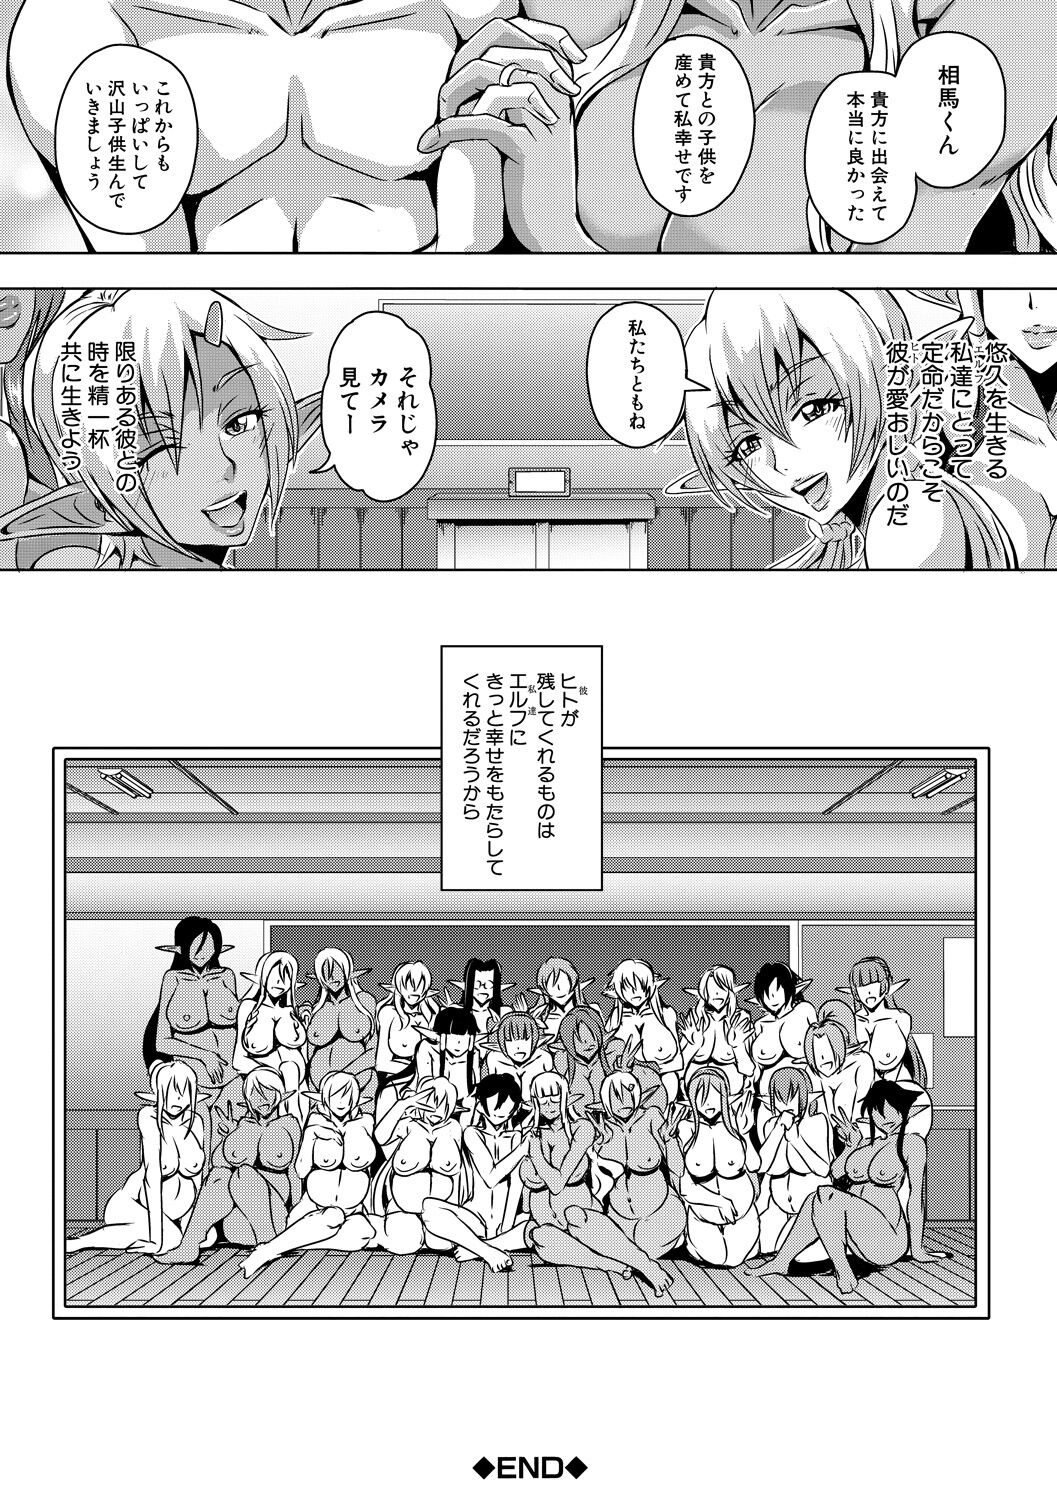 相馬くん
貴方に出会えて
本当に良かった
貴方との子供を
産めて私幸せです
これからも
いっぱいして
沢山子供生んで
いきましょう
悠久を生きる
私達にとって
エルフ
定命だからこそ
彼が愛おしいのだ
ヒト
私たちともね
それじゃ
カメラ
見てー
限りある彼との
時を精一杯
共に生きよう
ヒトが
彼
残してくれるものは
エルフに
私達
きっと幸せをもたらして
くれるだろうから
◆END◆